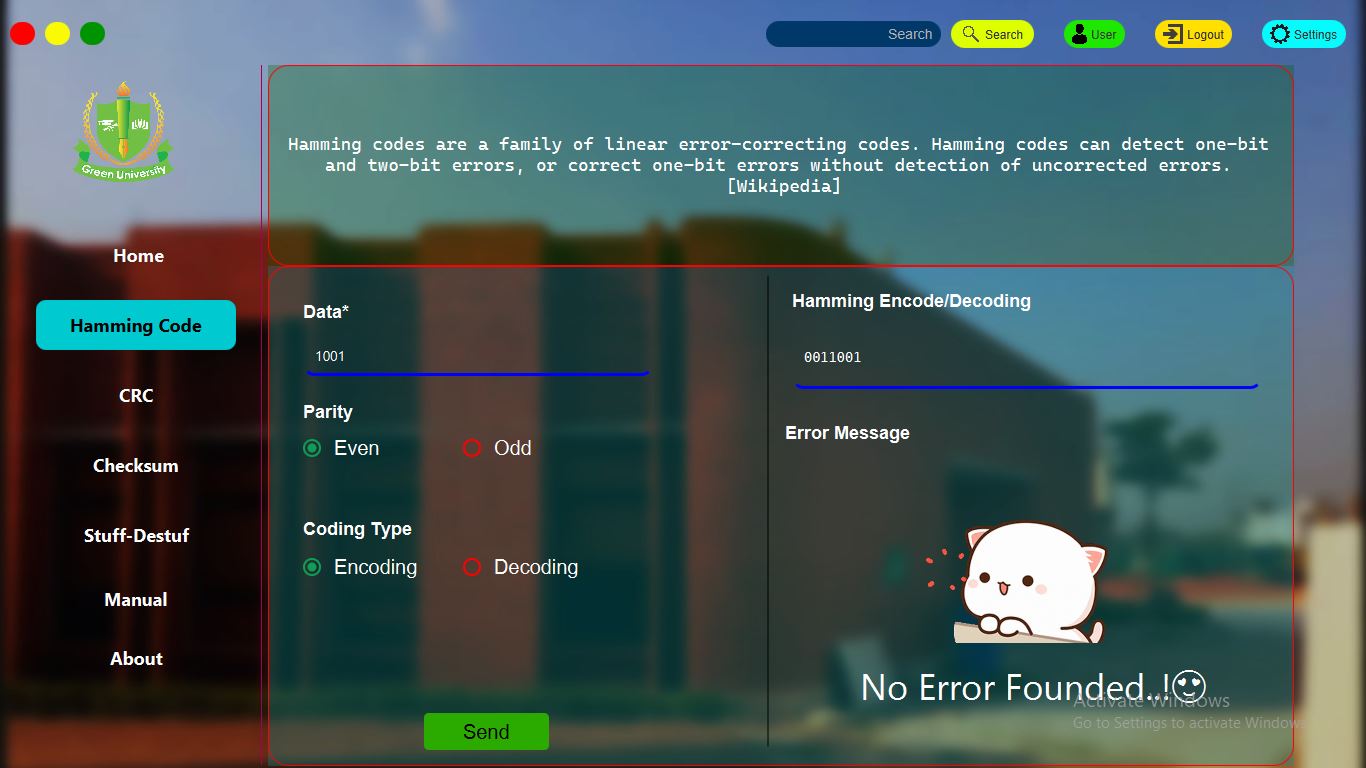 Search
Search
User
Logout
Settings
Green University
Home
Hamming Code
CRC
Checksum
Stuff-Destuf
Manual
About
Hamming codes are a family of linear error-correcting codes. Hamming codes can detect one-bit
and two-bit errors, or correct one-bit errors without detection of uncorrected errors.
[Wikipedia]
Data*
1001
Parity
Even Odd
Coding Type
Encoding Decoding
Send
Hamming Encode/Decoding
0011001
Error Message
No Error Founded..!😍
Activate Windows
Go to Settings to activate Windows